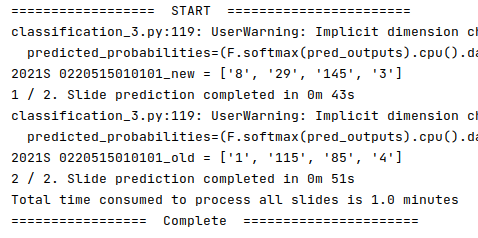 =================  START  ======================
classification_3.py:119: UserWarning: Implicit dimension ch
  predicted_probabilities=(F.softmax(pred_outputs).cpu().da
2021S 0220515010101_new = ['8', '29', '145', '3']
1 / 2. Slide prediction completed in 0m 43s
classification_3.py:119: UserWarning: Implicit dimension ch
  predicted_probabilities=(F.softmax(pred_outputs).cpu().da
2021S 0220515010101_old = ['1', '115', '85', '4']
2 / 2. Slide prediction completed in 0m 51s
Total time consumed to process all slides is 1.0 minutes
================  Complete  =====================